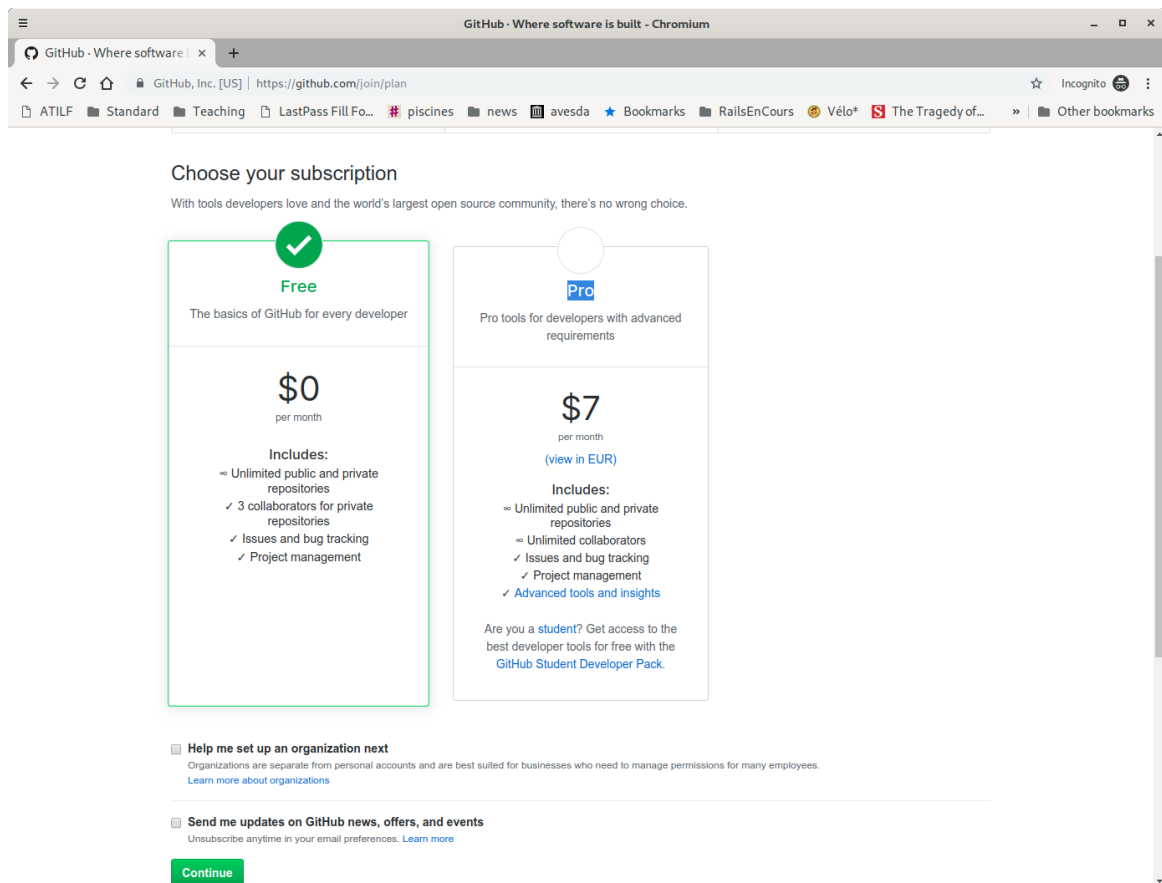 GitHub · Where software is built - Chromium
GitHub · Where software
GitHub, Inc. [US] | https://github.com/join/plan
Incognito
ATILF Standard Teaching LastPass Fill Fo... piscines news avesda Bookmarks RailsEnCours Vélo* The Tragedy of... » Other bookmarks
Choose your subscription
With tools developers love and the world's largest open source community, there's no wrong choice.
Free
The basics of GitHub for every developer
$0
per month
Includes:
∞ Unlimited public and private
repositories
✓ 3 collaborators for private
repositories
✓ Issues and bug tracking
✓ Project management
Pro
Pro tools for developers with advanced
requirements
$7
per month
(view in EUR)
Includes:
∞ Unlimited public and private
repositories
∞ Unlimited collaborators
✓ Issues and bug tracking
✓ Project management
✓ Advanced tools and insights
Are you a student? Get access to the
best developer tools for free with the
GitHub Student Developer Pack.
Help me set up an organization next
Organizations are separate from personal accounts and are best suited for businesses who need to manage permissions for many employees.
Learn more about organizations
Send me updates on GitHub news, offers, and events
Unsubscribe anytime in your email preferences. Learn more
Continue